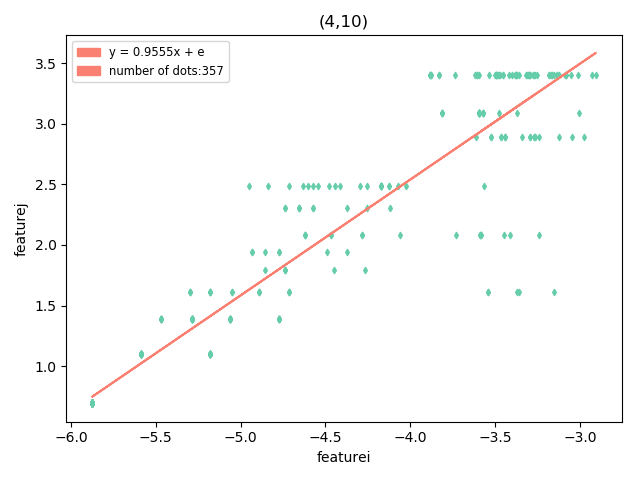 (4,10)
y = 0.9555x + e
number of dots:357
featurej
3.5
3.0
2.5
2.0
1.5
1.0
−6.0 −5.5 −5.0 −4.5 −4.0 −3.5 −3.0
featurei